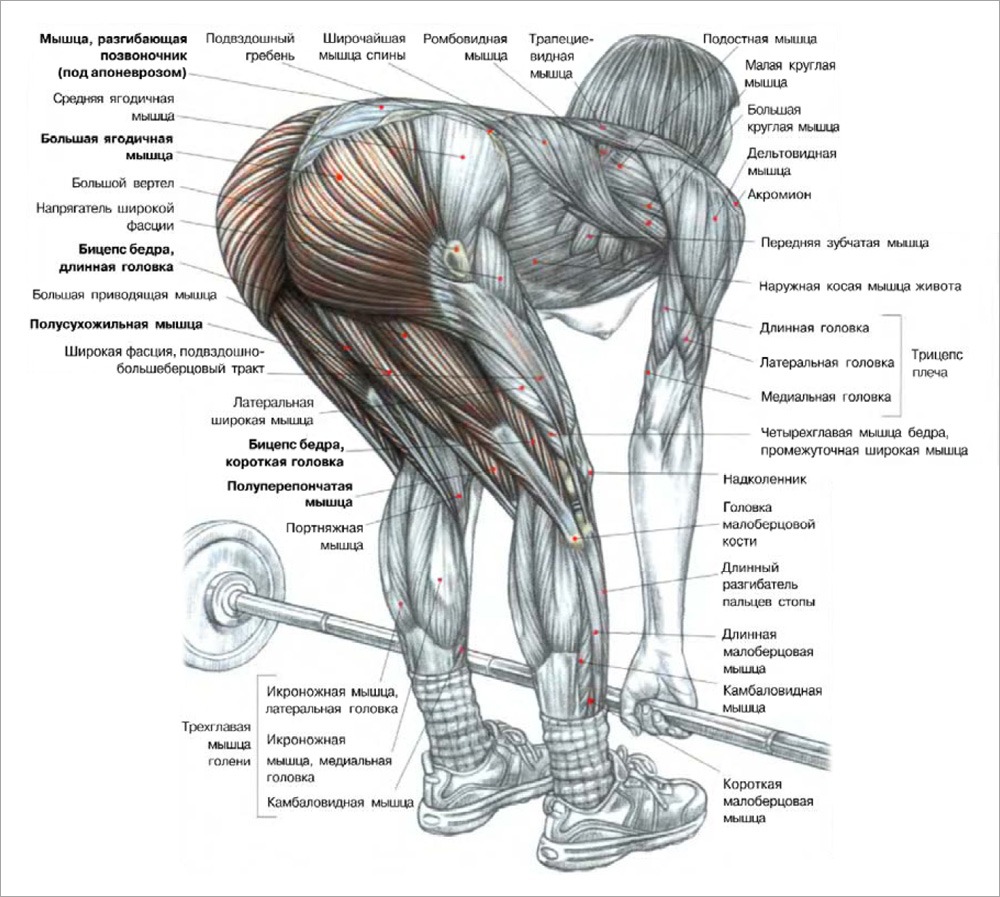 Мышца, разгибающая
позвоночник
(под апоневрозом)
Подвздошный
гребень
Широчайшая
мышца спины
Ромбовидная
мышца
Трапецие-
видная
мышца
Подостная мышца
Малая круглая
мышца
Большая
круглая мышца
Дельтовидная
мышца
Акромион
Передняя зубчатая мышца
Наружная косая мышца живота
Длинная головка
Латеральная головка
Медиальная головка
Трицепс
плеча
Четырехглавая мышца бедра,
промежуточная широкая мышца
Надколенник
Головка
малоберцовой
кости
Длинный
разгибатель
пальцев стопы
Длинная
малоберцовая
мышца
Камбаловидная
мышца
Короткая
малоберцовая
мышца
Средняя ягодичная
мышца
Большая ягодичная
мышца
Большой вертел
Напрягатель широкой
фасции
Бицепс бедра,
длинная головка
Большая приводящая мышца
Полусухожильная мышца
Широкая фасция, подвздошно-
большеберцовый тракт
Латеральная
широкая мышца
Бицепс бедра,
короткая головка
Полуперепончатая
мышца
Портняжная
мышца
Трехглавая
мышца
голени
Икроножная мышца,
латеральная головка
Икроножная
мышца, медиальная
головка
Камбаловидная мышца